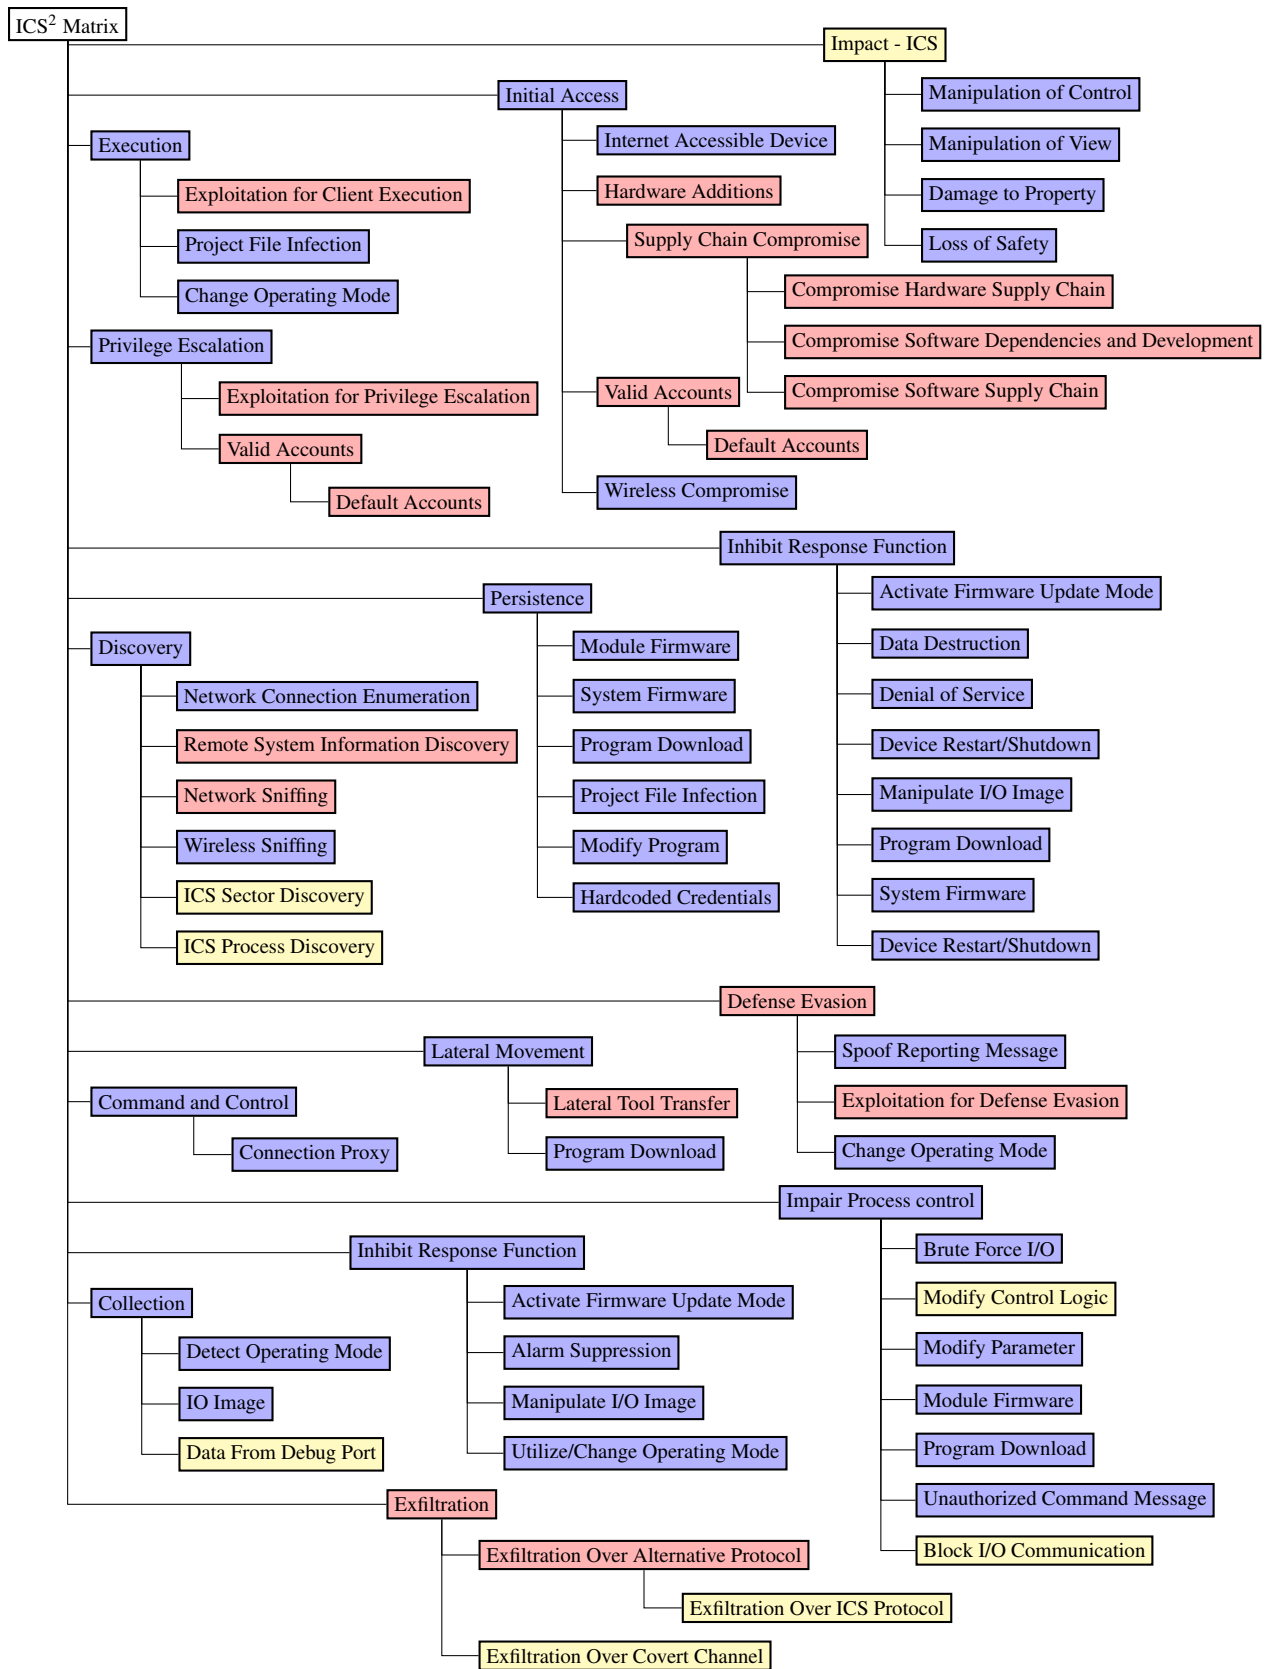 ICS² Matrix
Impact - ICS
Manipulation of Control
Manipulation of View
Damage to Property
Loss of Safety
Initial Access
Internet Accessible Device
Hardware Additions
Supply Chain Compromise
Compromise Hardware Supply Chain
Compromise Software Dependencies and Development
Compromise Software Supply Chain
Valid Accounts
Default Accounts
Wireless Compromise
Execution
Exploitation for Client Execution
Project File Infection
Change Operating Mode
Privilege Escalation
Exploitation for Privilege Escalation
Valid Accounts
Default Accounts
Inhibit Response Function
Activate Firmware Update Mode
Data Destruction
Denial of Service
Device Restart/Shutdown
Manipulate I/O Image
Program Download
System Firmware
Device Restart/Shutdown
Persistence
Module Firmware
System Firmware
Program Download
Project File Infection
Modify Program
Hardcoded Credentials
Discovery
Network Connection Enumeration
Remote System Information Discovery
Network Sniffing
Wireless Sniffing
ICS Sector Discovery
ICS Process Discovery
Defense Evasion
Spoof Reporting Message
Exploitation for Defense Evasion
Change Operating Mode
Lateral Movement
Lateral Tool Transfer
Program Download
Command and Control
Connection Proxy
Impair Process control
Brute Force I/O
Modify Control Logic
Modify Parameter
Module Firmware
Program Download
Unauthorized Command Message
Block I/O Communication
Inhibit Response Function
Activate Firmware Update Mode
Alarm Suppression
Manipulate I/O Image
Utilize/Change Operating Mode
Collection
Detect Operating Mode
IO Image
Data From Debug Port
Exfiltration
Exfiltration Over Alternative Protocol
Exfiltration Over ICS Protocol
Exfiltration Over Covert Channel